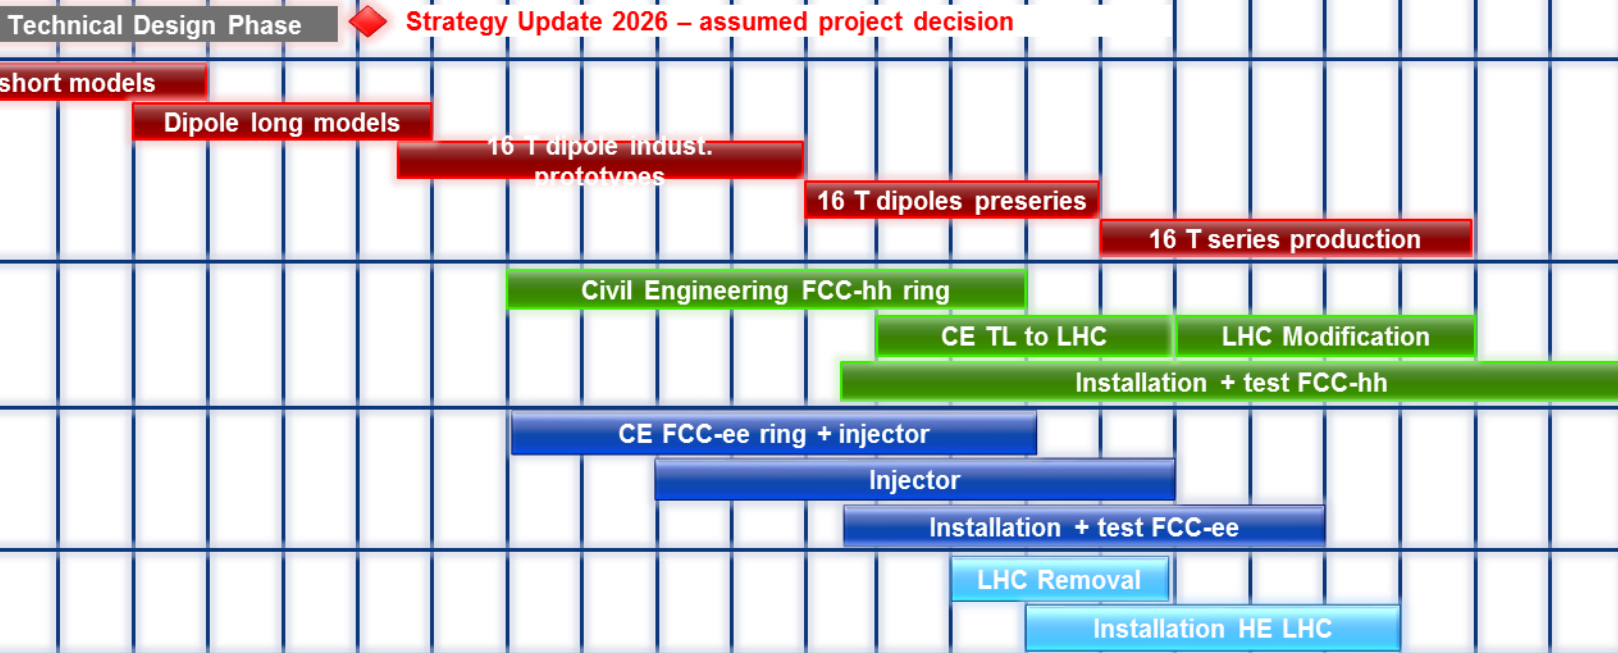 Technical Design Phase
Strategy Update 2026 – assumed project decision
short models
Dipole long models
16 T dipole indust.
prototypes
16 T dipoles preseries
16 T series production
Civil Engineering FCC-hh ring
CE TL to LHC
LHC Modification
Installation + test FCC-hh
CE FCC-ee ring + injector
Injector
Installation + test FCC-ee
LHC Removal
Installation HE LHC